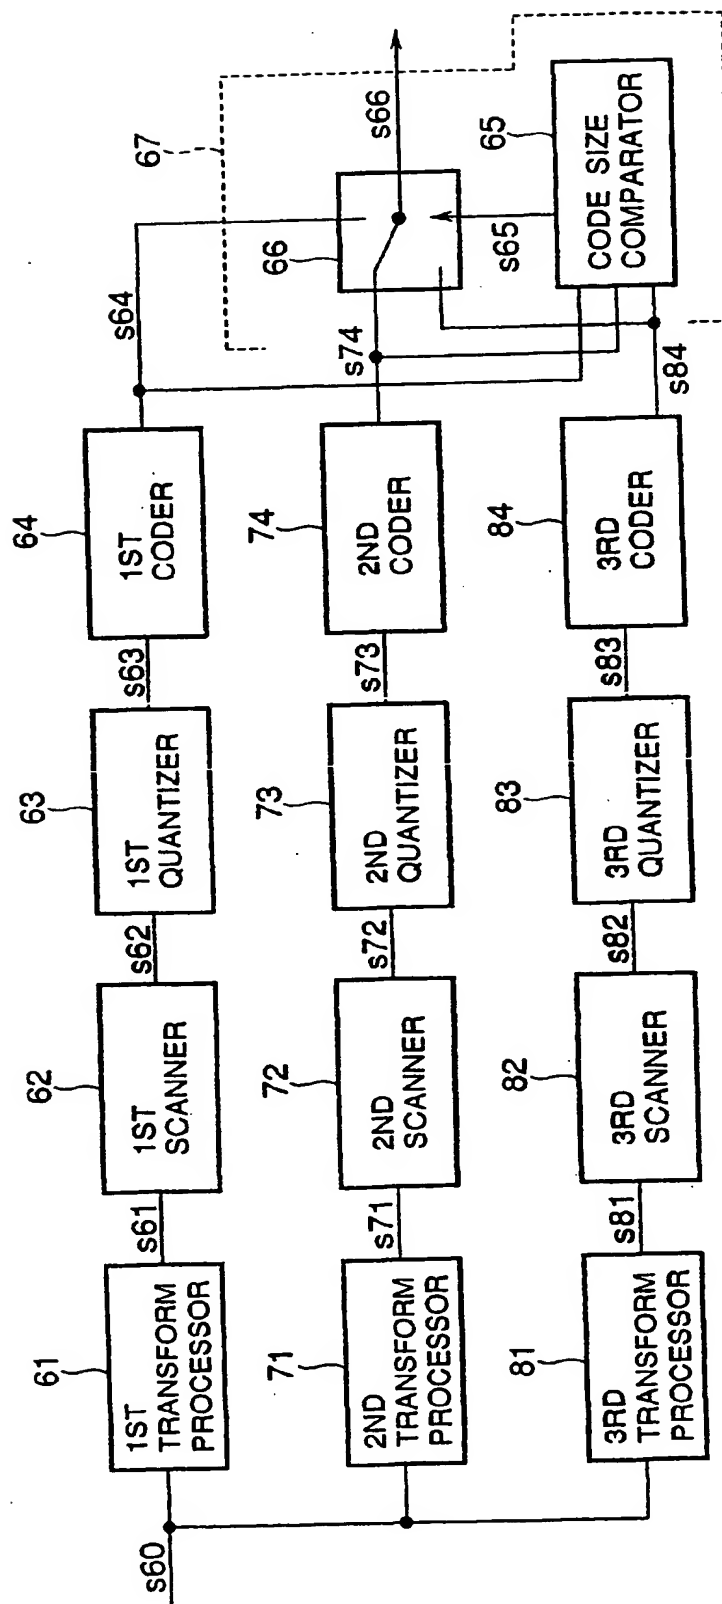 s60
61
1ST
TRANSFORM
PROCESSOR
s61
62
1ST
SCANNER
s62
63
1ST
QUANTIZER
s63
64
1ST
CODER
s64
71
2ND
TRANSFORM
PROCESSOR
s71
72
2ND
SCANNER
s72
73
2ND
QUANTIZER
s73
74
2ND
CODER
s74
81
3RD
TRANSFORM
PROCESSOR
s81
82
3RD
SCANNER
s82
83
3RD
QUANTIZER
s83
84
3RD
CODER
s84
66
67
s66
s65
65
CODE SIZE
COMPARATOR